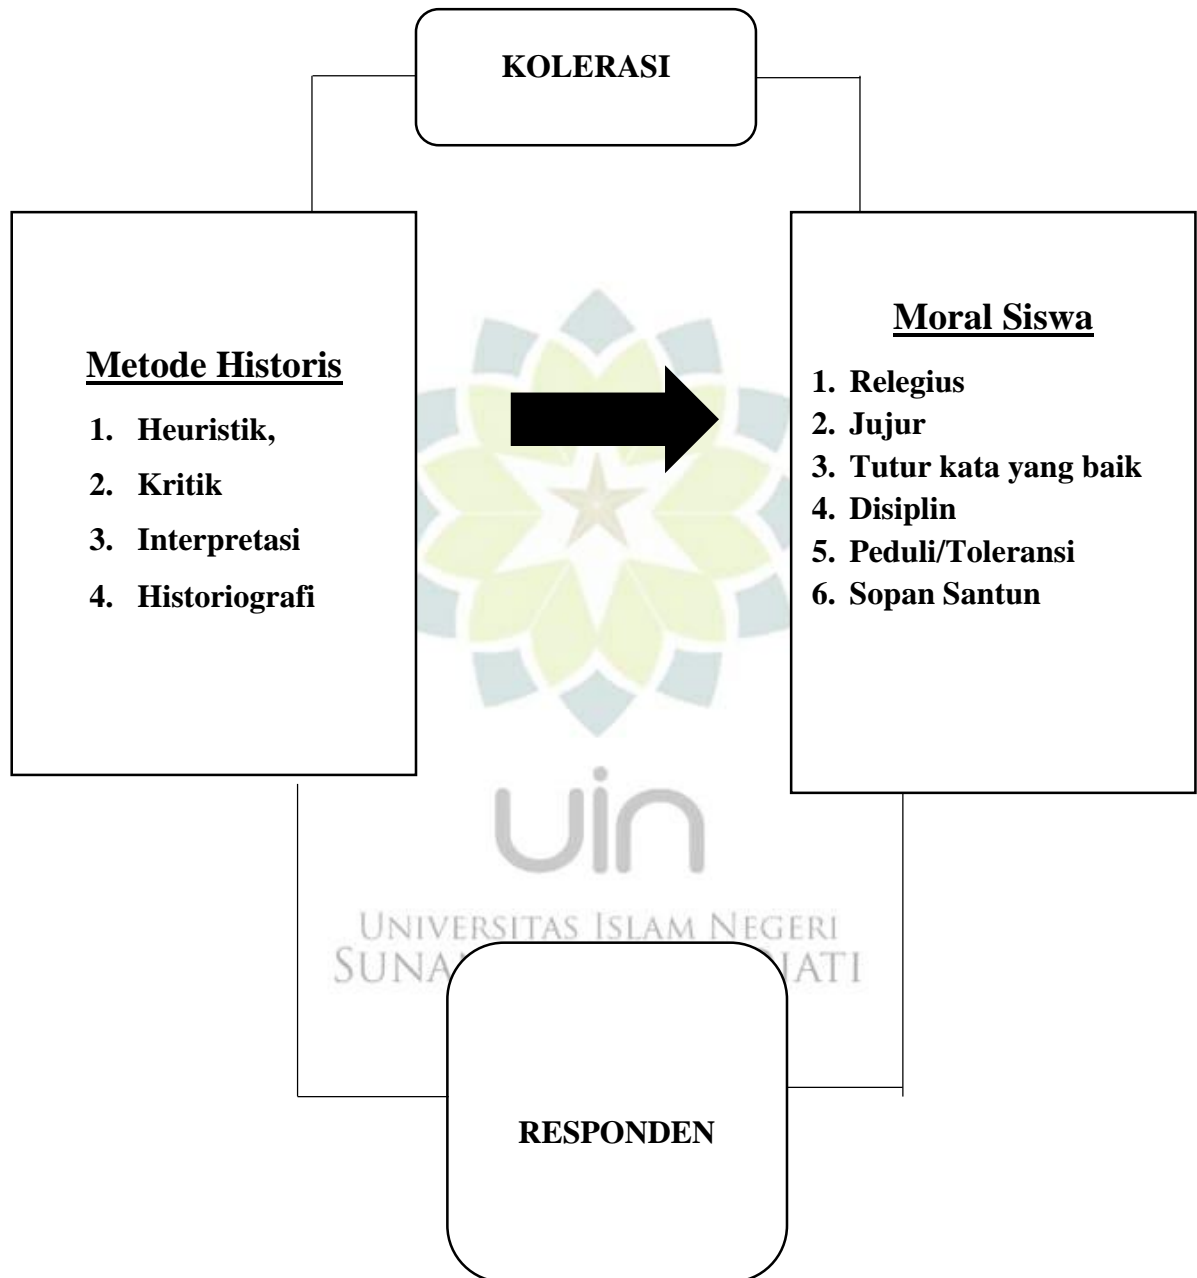 KOLERASI
Metode Historis
1. Heuristik,
2. Kritik
3. Interpretasi
4. Historiografi
Moral Siswa
1. Relegius
2. Jujur
3. Tutur kata yang baik
4. Disiplin
5. Peduli/Toleransi
6. Sopan Santun
uin
UNIVERSITAS ISLAM NEGERI
RESPONDEN